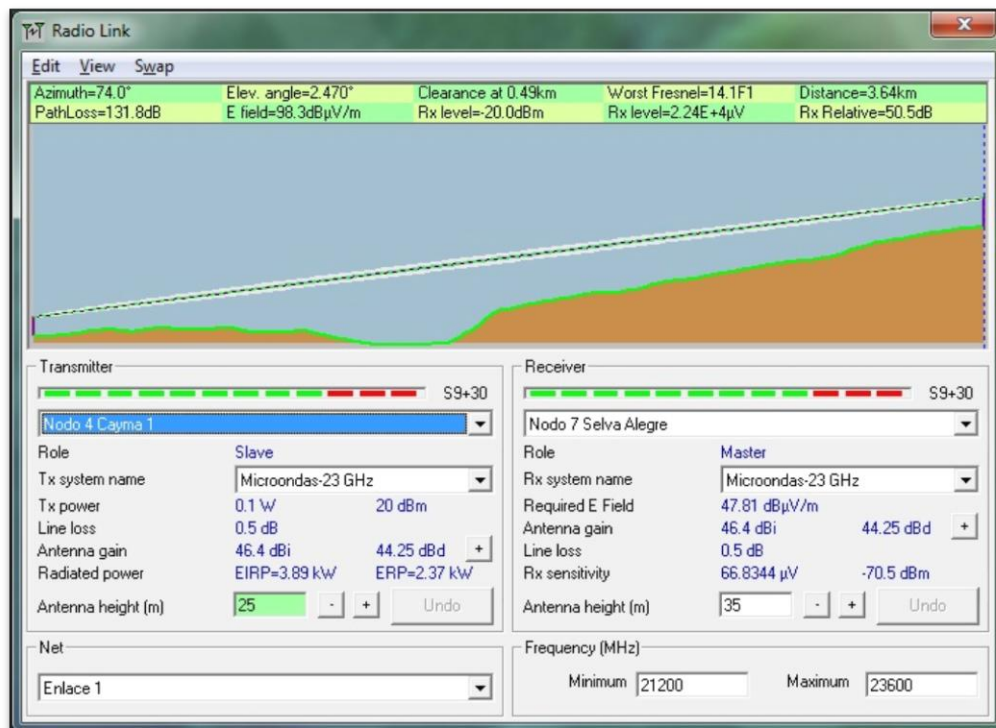 Radio Link
Edit View Swap
Azimuth=74.0° Elev. angle=2.470° Clearance at 0.49km Worst Fresnel=14.1F1 Distance=3.64km
PathLoss=131.8dB E field=98.3dBµV/m Rx level=-20.0dBm Rx level=2.24E+4µV Rx Relative=50.5dB
Transmitter
S9+30
Nodo 4 Cayma 1
Role Slave
Tx system name Microondas-23 GHz
Tx power 0.1 W 20 dBm
Line loss 0.5 dB
Antenna gain 46.4 dBi 44.25 dBd +
Radiated power EIRP=3.89 kW ERP=2.37 kW
Antenna height (m) 25 - + Undo
Receiver
S9+30
Nodo 7 Selva Alegre
Role Master
Rx system name Microondas-23 GHz
Required E Field 47.81 dBµV/m
Antenna gain 46.4 dBi 44.25 dBd +
Line loss 0.5 dB
Rx sensitivity 66.8344 µV -70.5 dBm
Antenna height (m) 35 - + Undo
Net
Enlace 1
Frequency (MHz)
Minimum 21200 Maximum 23600